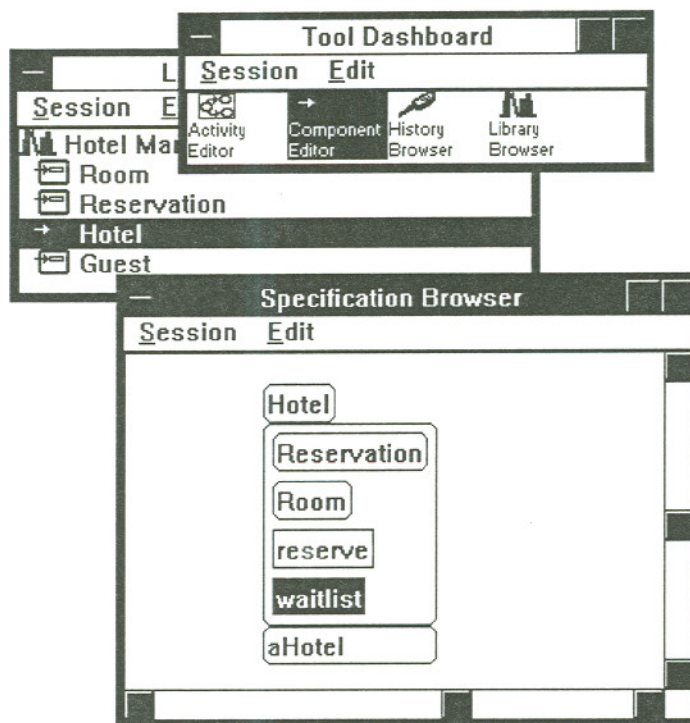 Tool Dashboard
Session Edit
Activity Editor
Component Editor
History Browser
Library Browser
L
Session E
Hotel Ma
Room
Reservation
Hotel
Guest
Specification Browser
Session Edit
Hotel
Reservation
Room
reserve
waitlist
aHotel